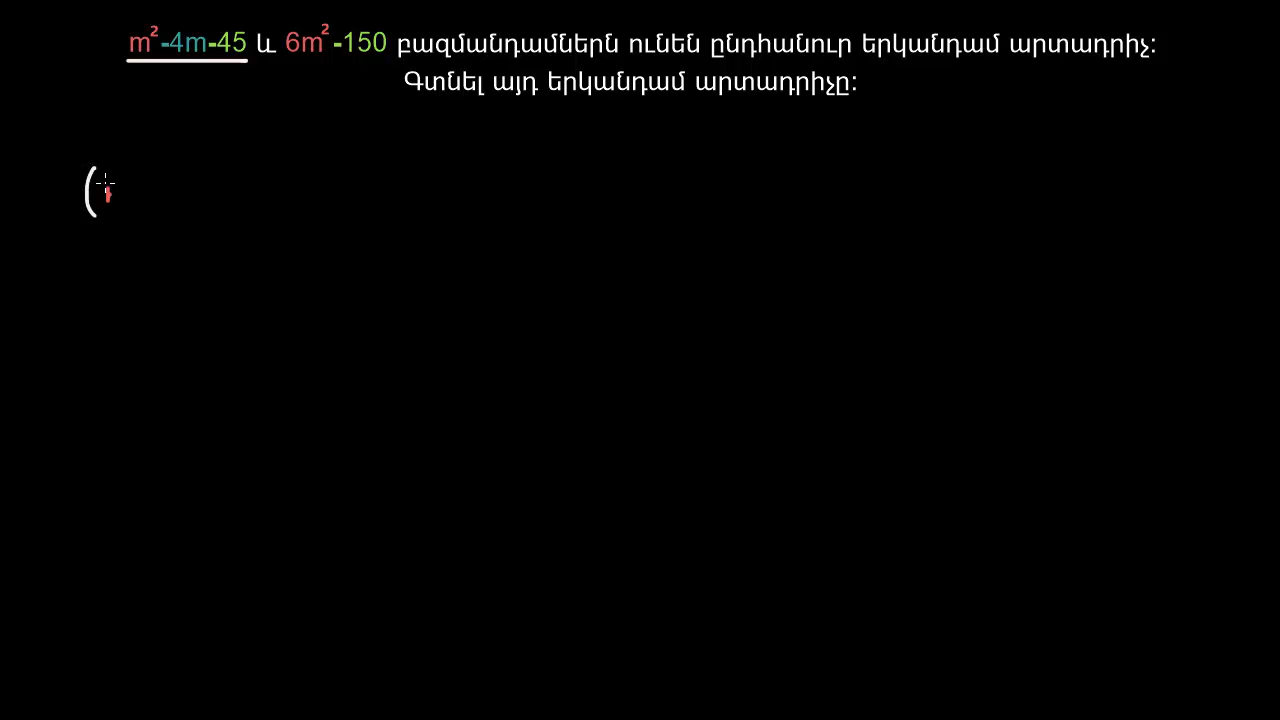 m²-4m-45 և 6m²-150 բազմանդամներն ունեն ընդհանուր երկանդամ արտադրիչ:
Գտնել այդ երկանդամ արտադրիչը:
(